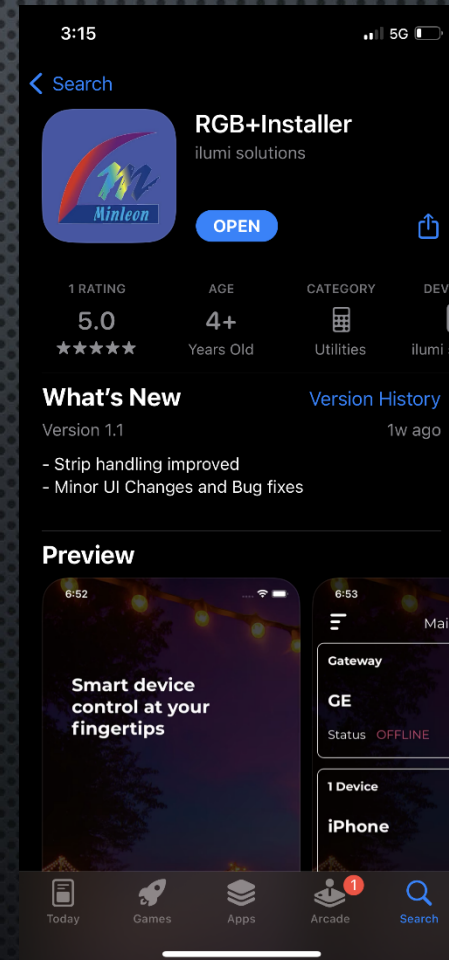 3:15
5G
Search
RGB+Installer
ilumi solutions
Minleon
OPEN
1 RATING
AGE
CATEGORY
DEV
5.0
4+
Years Old
Utilities
ilumi
What's New
Version History
Version 1.1
1w ago
- Strip handling improved
- Minor UI Changes and Bug fixes
Preview
6:52
Smart device
control at your
fingertips
6:53
Mai
Gateway
GE
Status OFFLINE
1 Device
iPhone
1
Today
Games
Apps
Arcade
Search